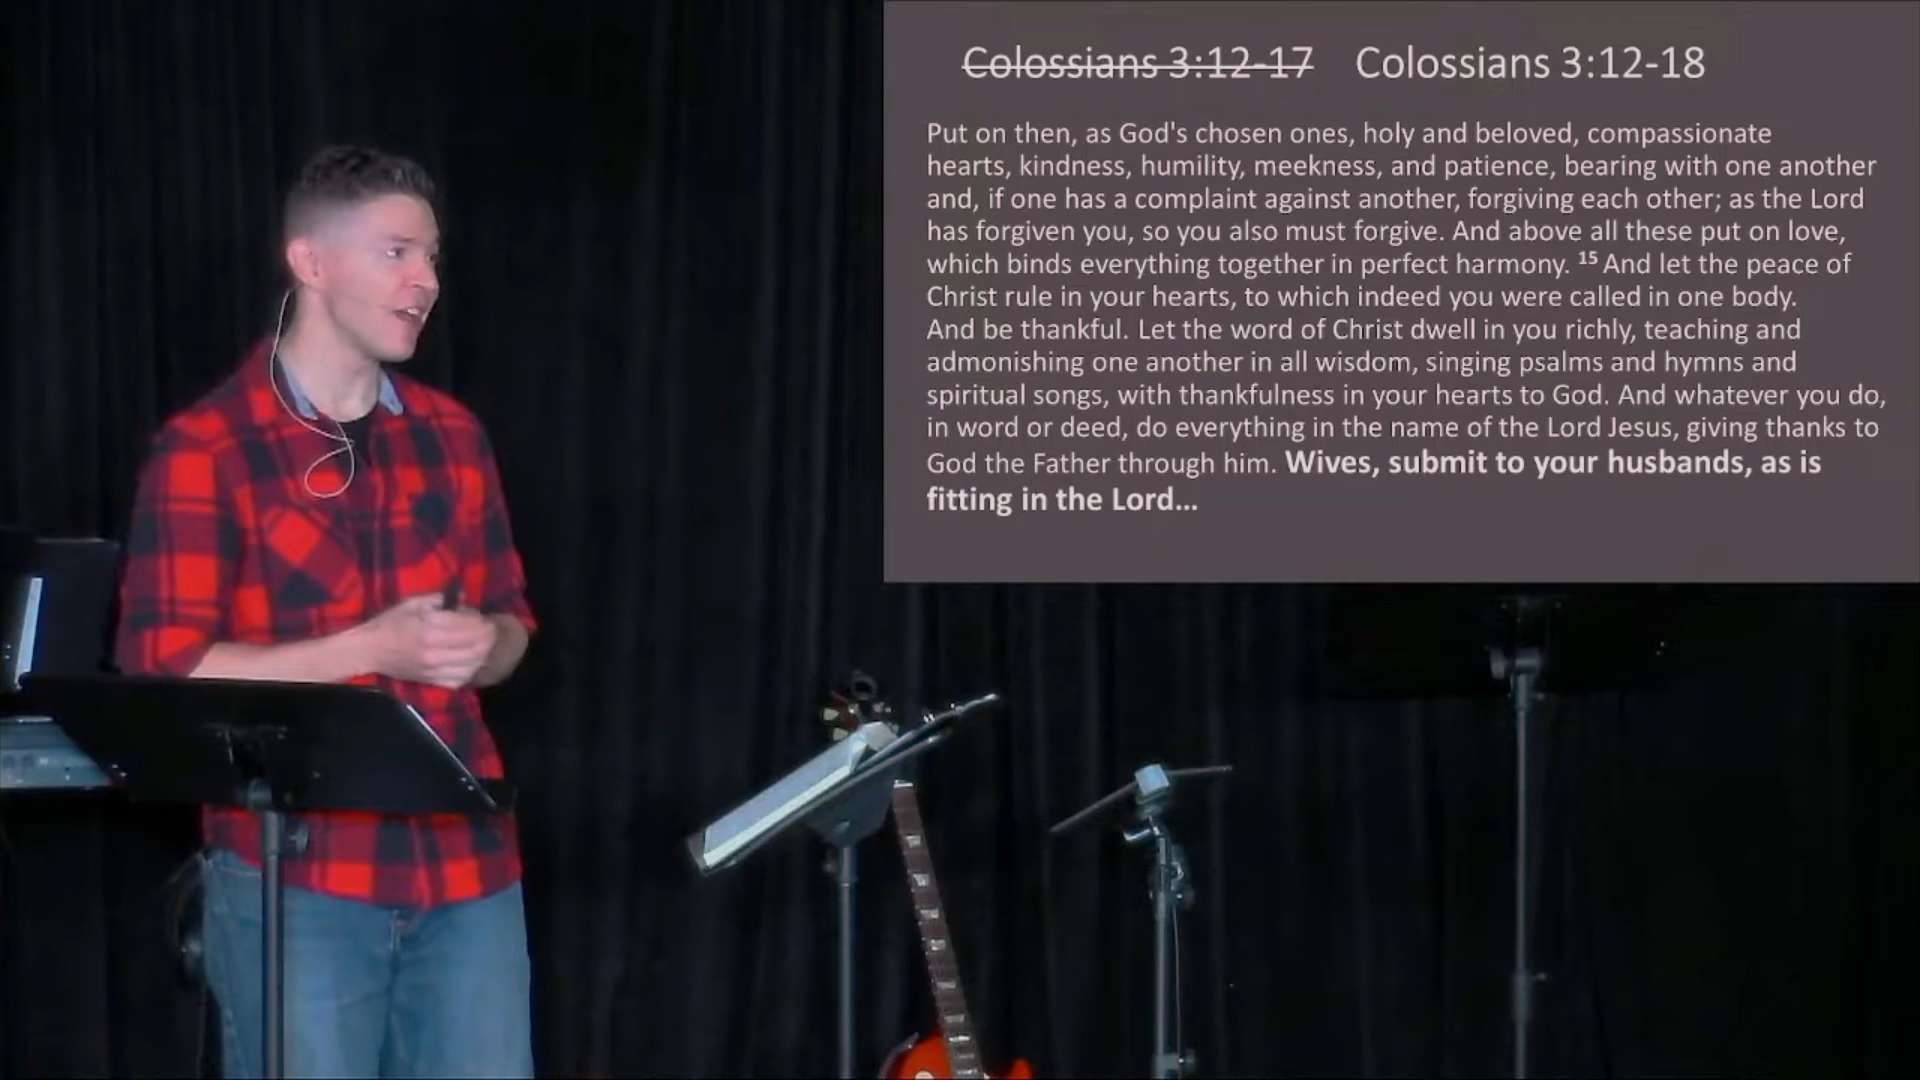 Colossians 3:12-17 Colossians 3:12-18
Put on then, as God's chosen ones, holy and beloved, compassionate
hearts, kindness, humility, meekness, and patience, bearing with one another
and, if one has a complaint against another, forgiving each other; as the Lord
has forgiven you, so you also must forgive. And above all these put on love,
which binds everything together in perfect harmony. 15 And let the peace of
Christ rule in your hearts, to which indeed you were called in one body.
And be thankful. Let the word of Christ dwell in you richly, teaching and
admonishing one another in all wisdom, singing psalms and hymns and
spiritual songs, with thankfulness in your hearts to God. And whatever you do,
in word or deed, do everything in the name of the Lord Jesus, giving thanks to
God the Father through him. Wives, submit to your husbands, as is
fitting in the Lord...